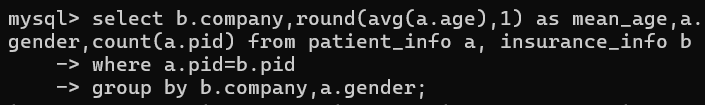 mysql> select b.company,round(avg(a.age),1) as mean_age,a.
gender,count(a.pid) from patient_info a, insurance_info b
    -> where a.pid=b.pid
    -> group by b.company,a.gender;